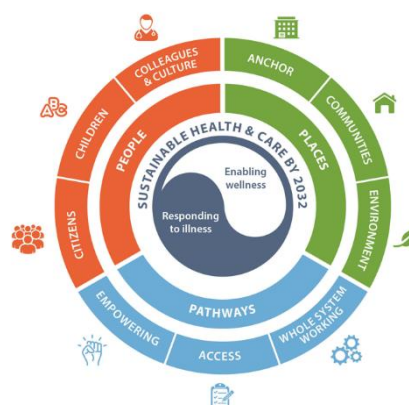 COLLEAGUES
& CULTURE
ANCHOR
CHILDREN
COMMUNITIES
PEOPLE
PLACES
SUSTAINABLE HEALTH & CARE BY 2032
Enabling
wellness
Responding
to illness
CITIZENS
ENVIRONMENT
PATHWAYS
EMPOWERING
ACCESS
WHOLE SYSTEM
WORKING
ABC